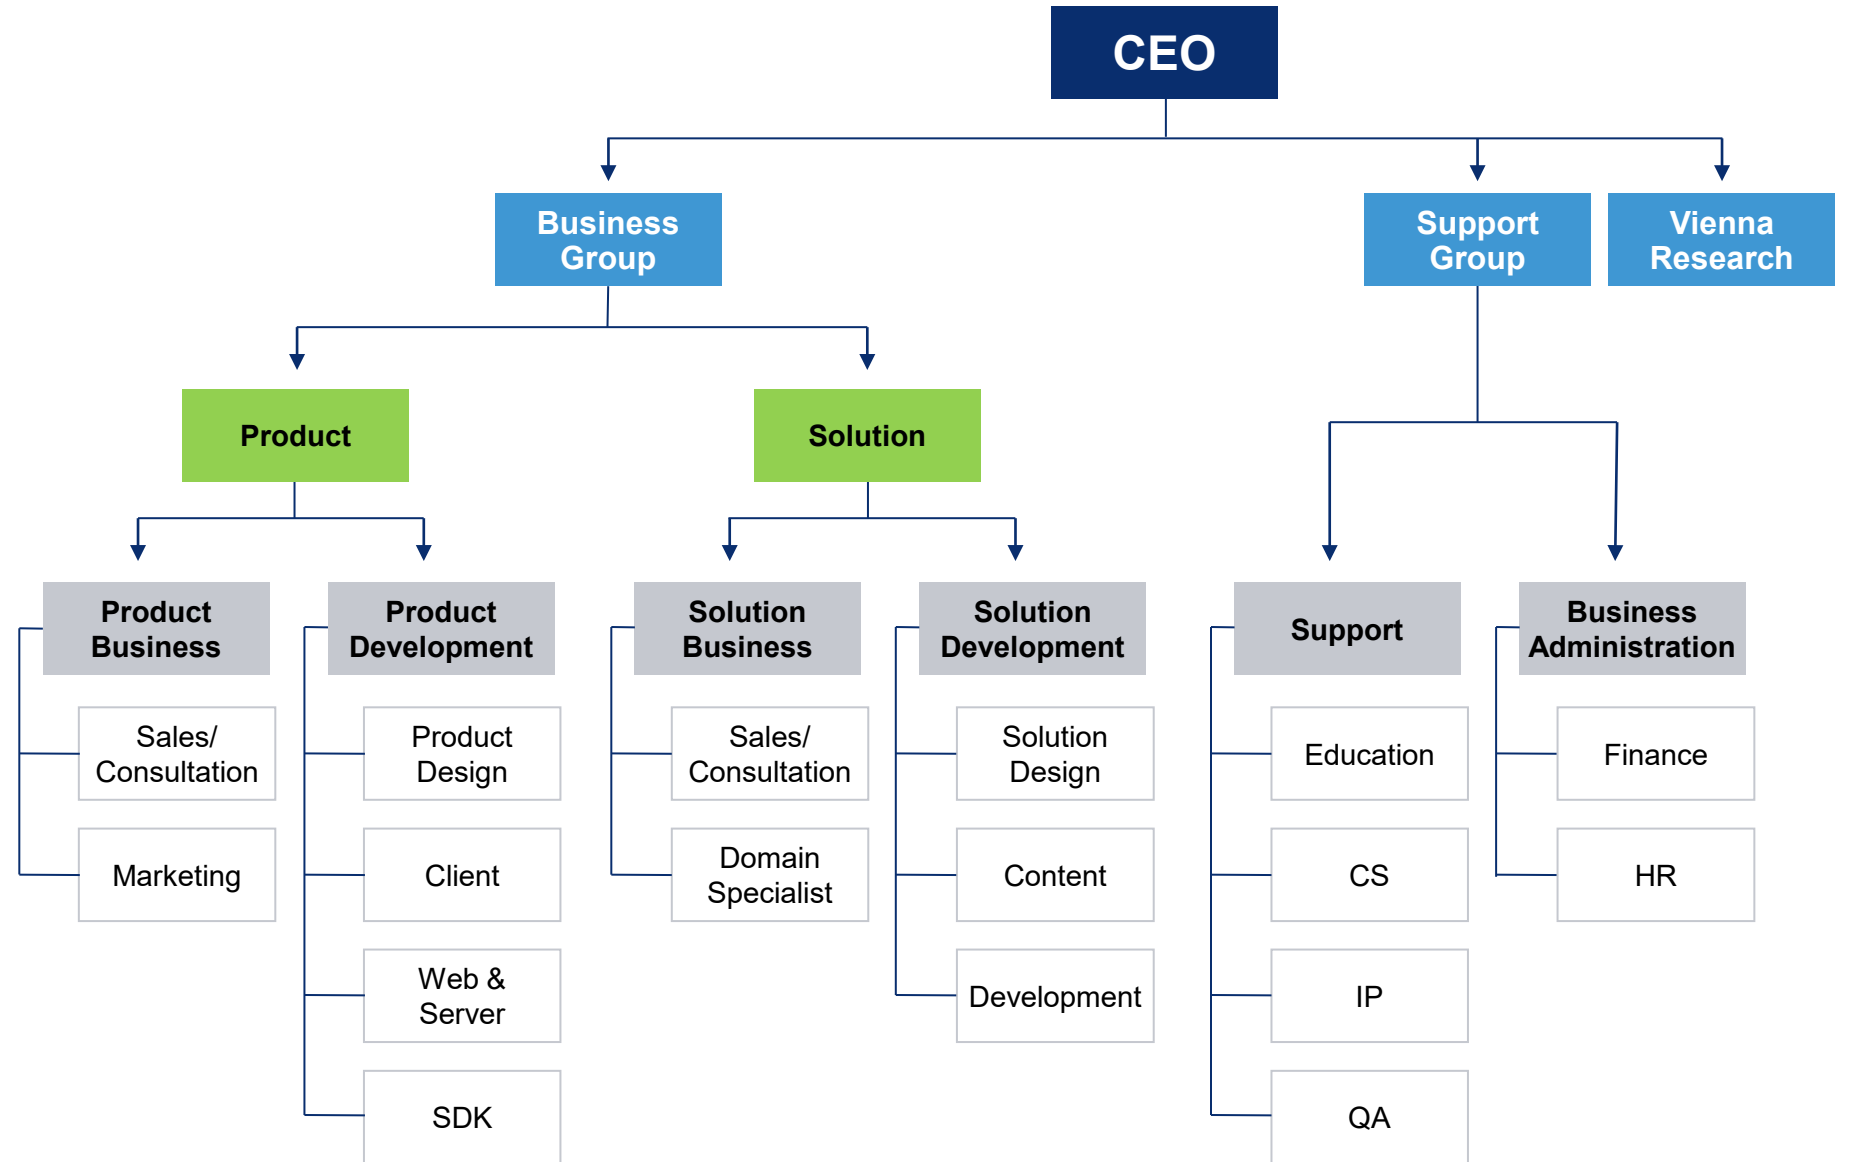 CEO
Business
Group
Support
Group
Vienna
Research
Product
Solution
Product
Business
Product
Development
Solution
Business
Solution
Development
Support
Business
Administration
Sales/
Consultation
Product
Design
Sales/
Consultation
Solution
Design
Education
Finance
Marketing
Client
Domain
Specialist
Content
CS
HR
Web &
Server
Development
IP
SDK
QA